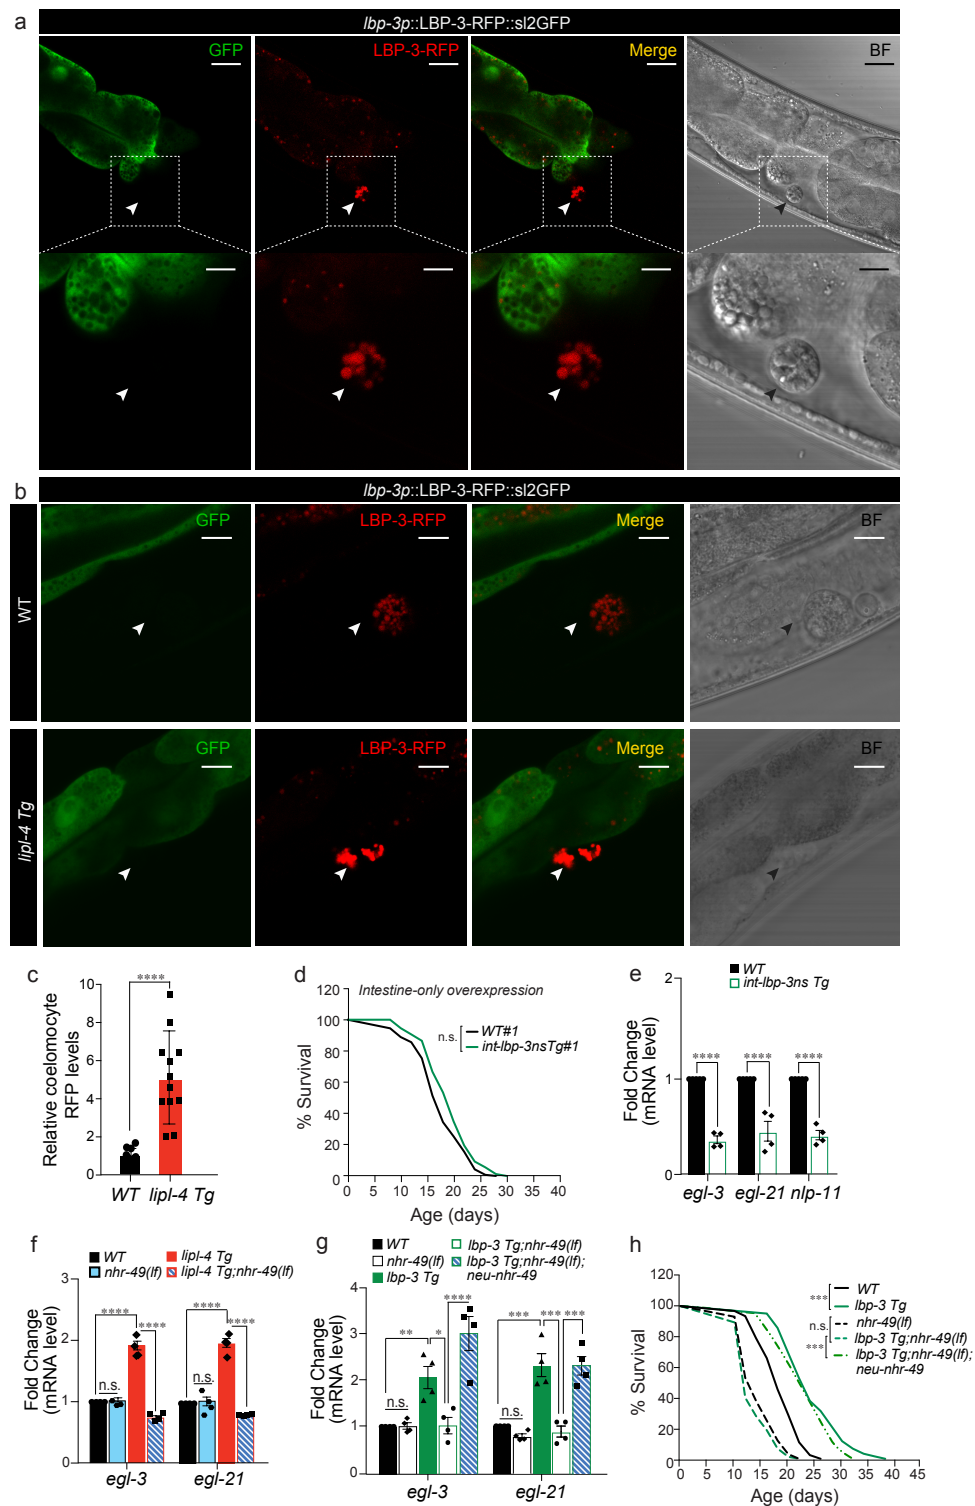 a
lbp-3p::LBP-3-RFP::sl2GFP
GFP
LBP-3-RFP
Merge
BF
b
lbp-3p::LBP-3-RFP::sl2GFP
WT
GFP
LBP-3-RFP
Merge
BF
lipl-4 Tg
GFP
LBP-3-RFP
Merge
BF
c
Relative coelomocyte
RFP levels
10
8
6
4
2
0
****
WT
lipl-4 Tg
d
Intestine-only overexpression
% Survival
120
100
80
60
40
20
0
n.s.
WT#1
int-lbp-3nsTg#1
0 5 10 15 20 25 30 35 40
Age (days)
e
WT
int-lbp-3ns Tg
Fold Change
(mRNA level)
2
1
0
**** **** ****
egl-3 egl-21 nlp-11
f
WT
lipl-4 Tg
nhr-49(lf)
lipl-4 Tg;nhr-49(lf)
Fold Change
(mRNA level)
3
2
1
0
**** ****
n.s.
**** ****
n.s.
egl-3 egl-21
g
WT
nhr-49(lf)
lbp-3 Tg
lbp-3 Tg;nhr-49(lf)
lbp-3 Tg;nhr-49(lf);
neu-nhr-49
Fold Change
(mRNA level)
4
3
2
1
0
n.s.
** * ****
n.s.
*** *** ***
egl-3 egl-21
h
% Survival
120
100
80
60
40
20
0
*** 
n.s.
***
WT
lbp-3 Tg
nhr-49(lf)
lbp-3 Tg;nhr-49(lf)
lbp-3 Tg;nhr-49(lf);
neu-nhr-49
0 5 10 15 20 25 30 35 40 45
Age (days)